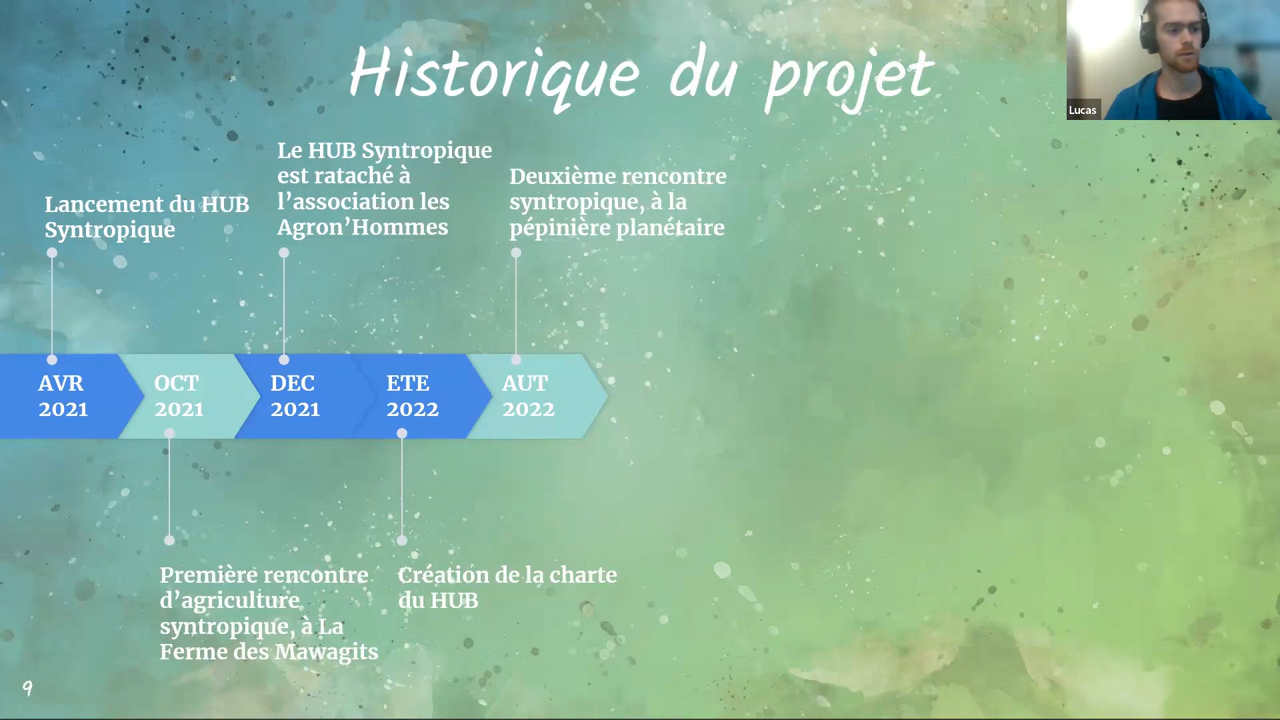 Historique du projet
Lucas
Lancement du HUB
Syntropique
Le HUB Syntropique
est rataché à
l’association les
Agron’Hommes
Deuxième rencontre
syntropique, à la
pépinière planétaire
AVR
2021
OCT
2021
DEC
2021
ETE
2022
AUT
2022
Première rencontre
d’agriculture
syntropique, à La
Ferme des Mawagits
Création de la charte
du HUB
9